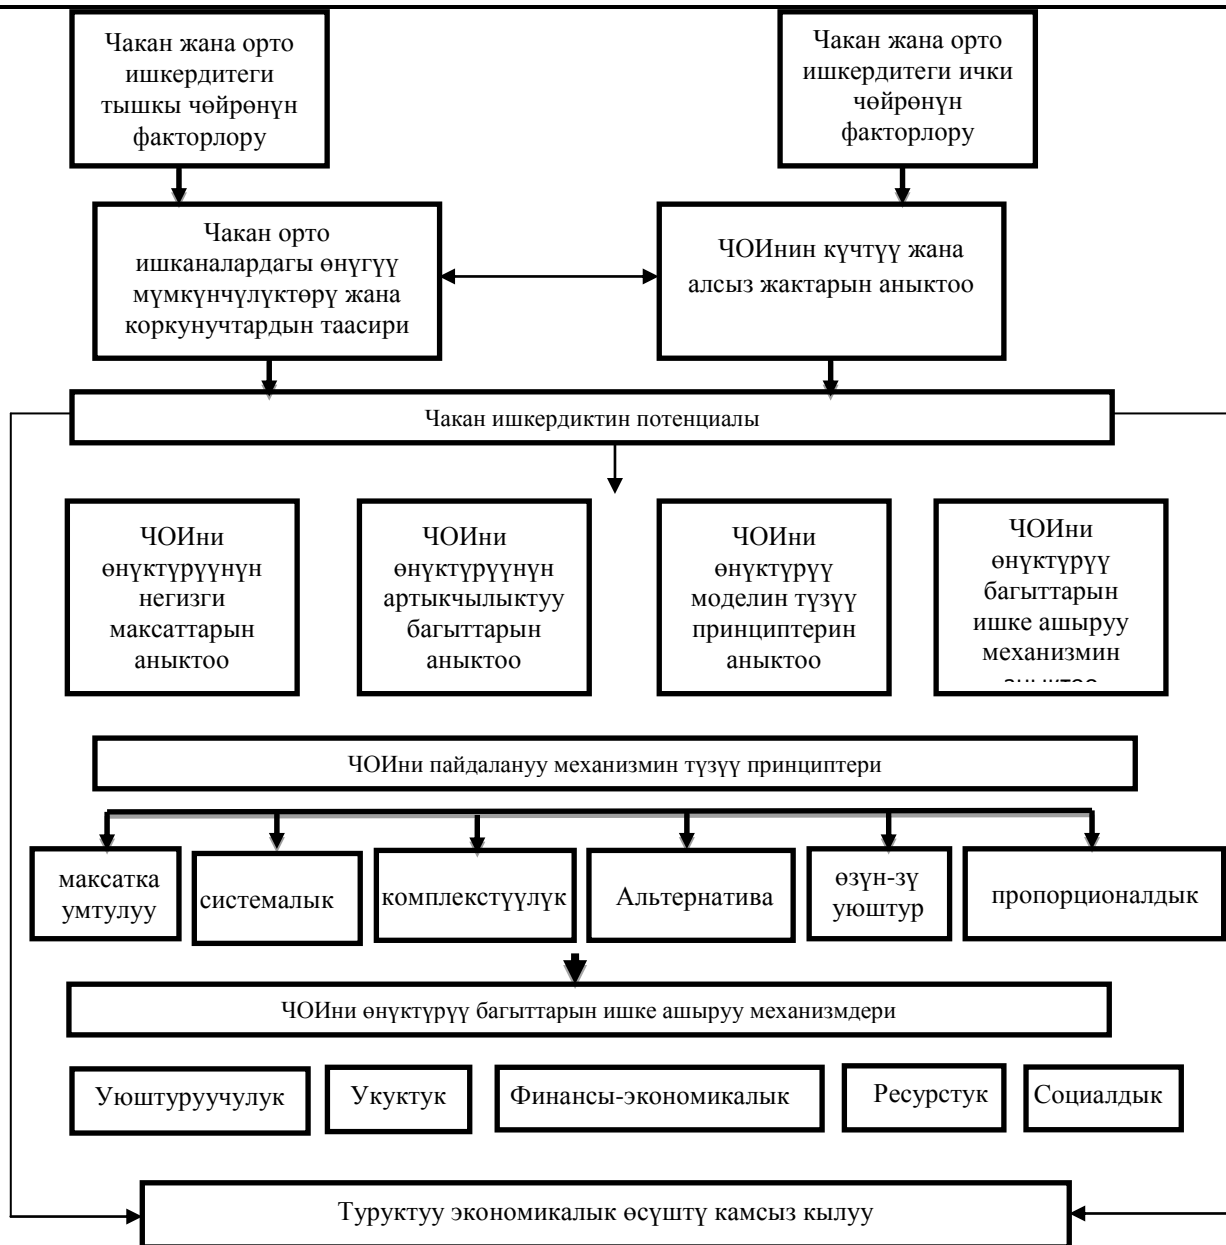 Чакан жана орто
ишкердитеги
тышкы чөйрөнүн
факторлору
Чакан жана орто
ишкердитеги ички
чөйрөнүн
факторлору
Чакан орто
ишканалардагы өнүгүү
мүмкүнчүлүктөрү жана
коркунучтардын таасири
ЧОИнин күчтүү жана
алсыз жактарын аныктоо
Чакан ишкердиктин потенциалы
ЧОИни
өнүктүрүүнүн
негизги
максаттарын
аныктоо
ЧОИни
өнүктүрүүнүн
артыкчылыктуу
багыттарын
аныктоо
ЧОИни
өнүктүрүү
моделин түзүү
принциптерин
аныктоо
ЧОИни
өнүктүрүү
багыттарын
ишке ашыруу
механизмин
аныктоо
ЧОИни пайдалануу механизмин түзүү принциптери
максатка
умтулуу
системалык
комплекстүүлүк
Альтернатива
өзүн-зү
уюштур
пропорционалдык
ЧОИни өнүктүрүү багыттарын ишке ашыруу механизмдери
Уюштуруучулук
Укуктук
Финансы-экономикалык
Ресурстук
Социалдык
Туруктуу экономикалык өсүштү камсыз кылуу